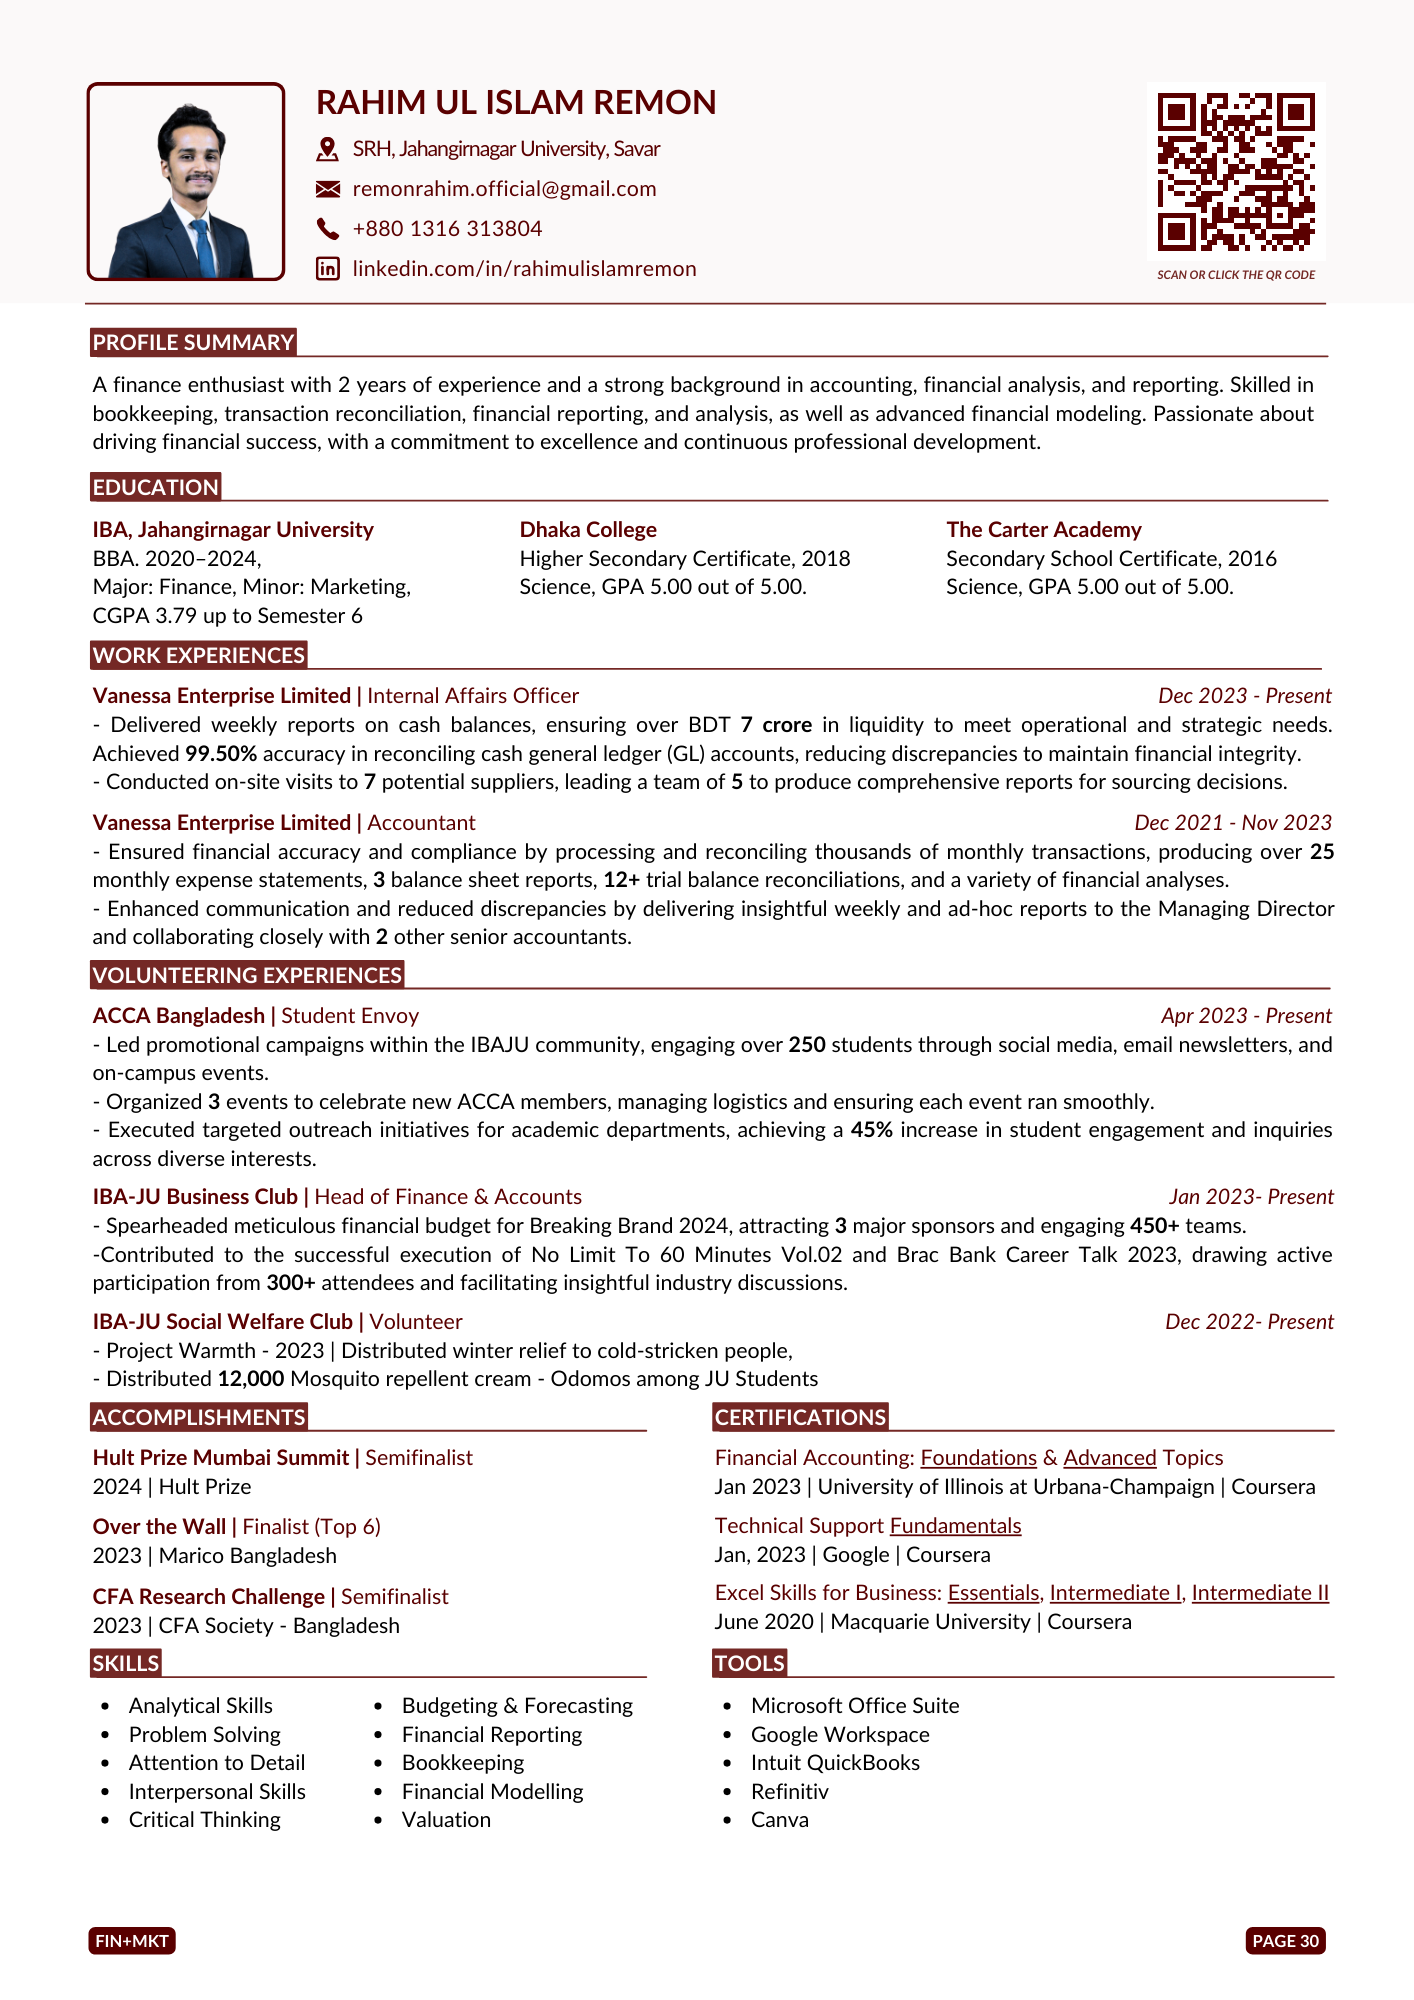 RAHIM UL ISLAM REMON
SRH, Jahangirnagar University, Savar
remonrahim.official@gmail.com
+880 1316 313804
linkedin.com/in/rahimulislamremon
SCAN OR CLICK THE QR CODE
PROFILE SUMMARY
A finance enthusiast with 2 years of experience and a strong background in accounting, financial analysis, and reporting. Skilled in
bookkeeping, transaction reconciliation, financial reporting, and analysis, as well as advanced financial modeling. Passionate about
driving financial success, with a commitment to excellence and continuous professional development.
EDUCATION
IBA, Jahangirnagar University
BBA. 2020–2024,
Major: Finance, Minor: Marketing,
CGPA 3.79 up to Semester 6
Dhaka College
Higher Secondary Certificate, 2018
Science, GPA 5.00 out of 5.00.
The Carter Academy
Secondary School Certificate, 2016
Science, GPA 5.00 out of 5.00.
WORK EXPERIENCES
Vanessa Enterprise Limited | Internal Affairs Officer Dec 2023 - Present
- Delivered weekly reports on cash balances, ensuring over BDT 7 crore in liquidity to meet operational and strategic needs.
Achieved 99.50% accuracy in reconciling cash general ledger (GL) accounts, reducing discrepancies to maintain financial integrity.
- Conducted on-site visits to 7 potential suppliers, leading a team of 5 to produce comprehensive reports for sourcing decisions.
Vanessa Enterprise Limited | Accountant Dec 2021 - Nov 2023
- Ensured financial accuracy and compliance by processing and reconciling thousands of monthly transactions, producing over 25
monthly expense statements, 3 balance sheet reports, 12+ trial balance reconciliations, and a variety of financial analyses.
- Enhanced communication and reduced discrepancies by delivering insightful weekly and ad-hoc reports to the Managing Director
and collaborating closely with 2 other senior accountants.
VOLUNTEERING EXPERIENCES
ACCA Bangladesh | Student Envoy Apr 2023 - Present
- Led promotional campaigns within the IBAJU community, engaging over 250 students through social media, email newsletters, and
on-campus events.
- Organized 3 events to celebrate new ACCA members, managing logistics and ensuring each event ran smoothly.
- Executed targeted outreach initiatives for academic departments, achieving a 45% increase in student engagement and inquiries
across diverse interests.
IBA-JU Business Club | Head of Finance & Accounts Jan 2023- Present
- Spearheaded meticulous financial budget for Breaking Brand 2024, attracting 3 major sponsors and engaging 450+ teams.
-Contributed to the successful execution of No Limit To 60 Minutes Vol.02 and Brac Bank Career Talk 2023, drawing active
participation from 300+ attendees and facilitating insightful industry discussions.
IBA-JU Social Welfare Club | Volunteer Dec 2022- Present
- Project Warmth - 2023 | Distributed winter relief to cold-stricken people,
- Distributed 12,000 Mosquito repellent cream - Odomos among JU Students
ACCOMPLISHMENTS
Hult Prize Mumbai Summit | Semifinalist
2024 | Hult Prize
Over the Wall | Finalist (Top 6)
2023 | Marico Bangladesh
CFA Research Challenge | Semifinalist
2023 | CFA Society - Bangladesh
CERTIFICATIONS
Financial Accounting: Foundations & Advanced Topics
Jan 2023 | University of Illinois at Urbana-Champaign | Coursera
Technical Support Fundamentals
Jan, 2023 | Google | Coursera
Excel Skills for Business: Essentials, Intermediate I, Intermediate II
June 2020 | Macquarie University | Coursera
SKILLS
• Analytical Skills
• Problem Solving
• Attention to Detail
• Interpersonal Skills
• Critical Thinking
• Budgeting & Forecasting
• Financial Reporting
• Bookkeeping
• Financial Modelling
• Valuation
TOOLS
• Microsoft Office Suite
• Google Workspace
• Intuit QuickBooks
• Refinitiv
• Canva
FIN+MKT
PAGE 30